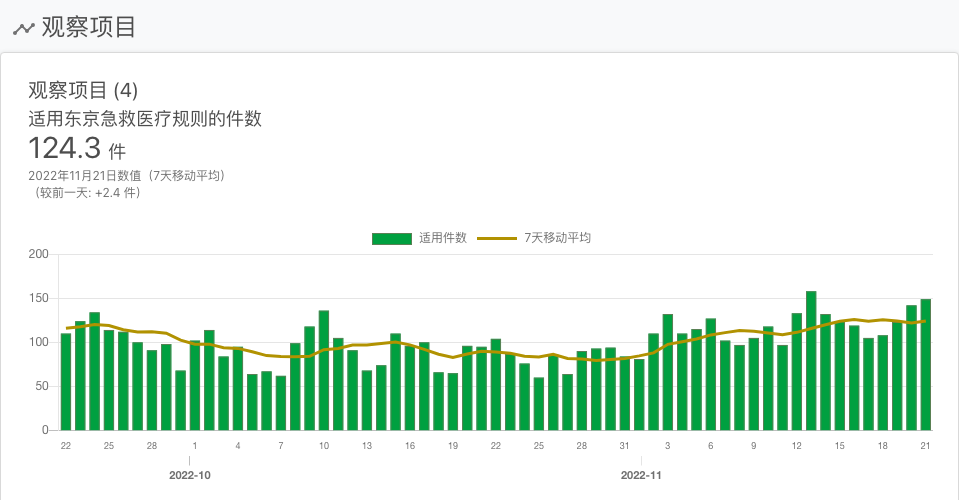 观察项目
观察项目 (4)
适用东京急救医疗规则的件数
124.3 件
2022年11月21日数值（7天移动平均）
（较前一天: +2.4 件）
适用件数 7天移动平均
200
150
100
50
0
22 25 28 1 4 7 10 13 16 19 22 25 28 31 3 6 9 12 15 18 21
2022-10 2022-11